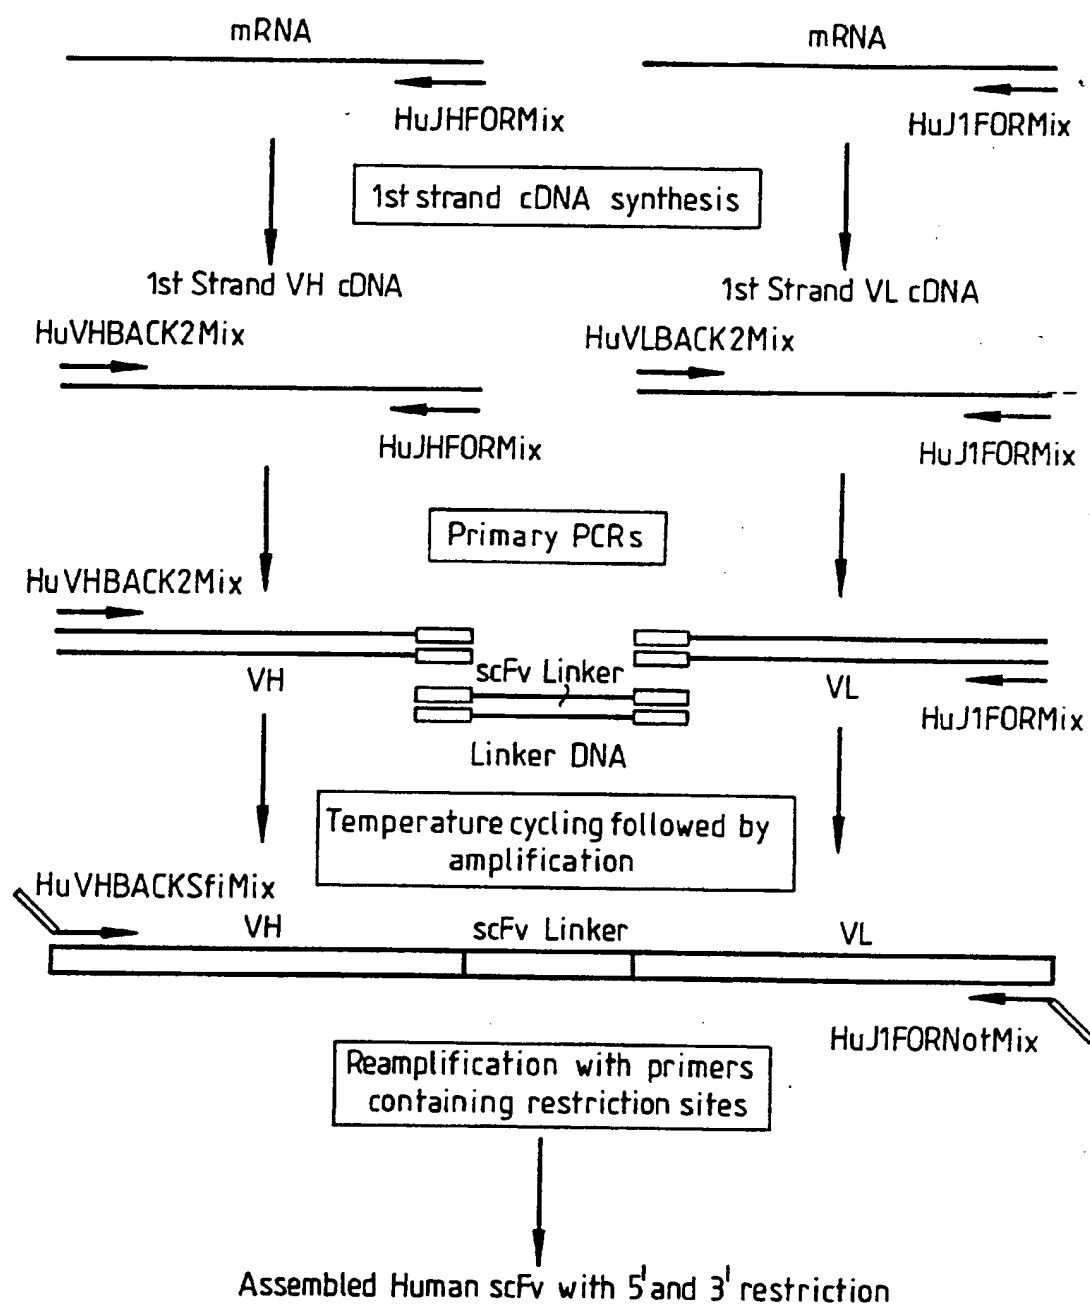 mRNA
mRNA
HuJHFORMix
HuJ1FORMix
1st strand cDNA synthesis
1st Strand VH cDNA
1st Strand VL cDNA
HuVHBACK2Mix
HuVLBACK2Mix
HuJHFORMix
HuJ1FORMix
Primary PCRs
HuVHBACK2Mix
VH
scFv Linker
VL
HuJ1FORMix
Linker DNA
Temperature cycling followed by
amplification
HuVHBACKSfiMix
VH
scFv Linker
VL
HuJ1FORNotMix
Reamplification with primers
containing restriction sites
Assembled Human scFv with 5' and 3' restriction